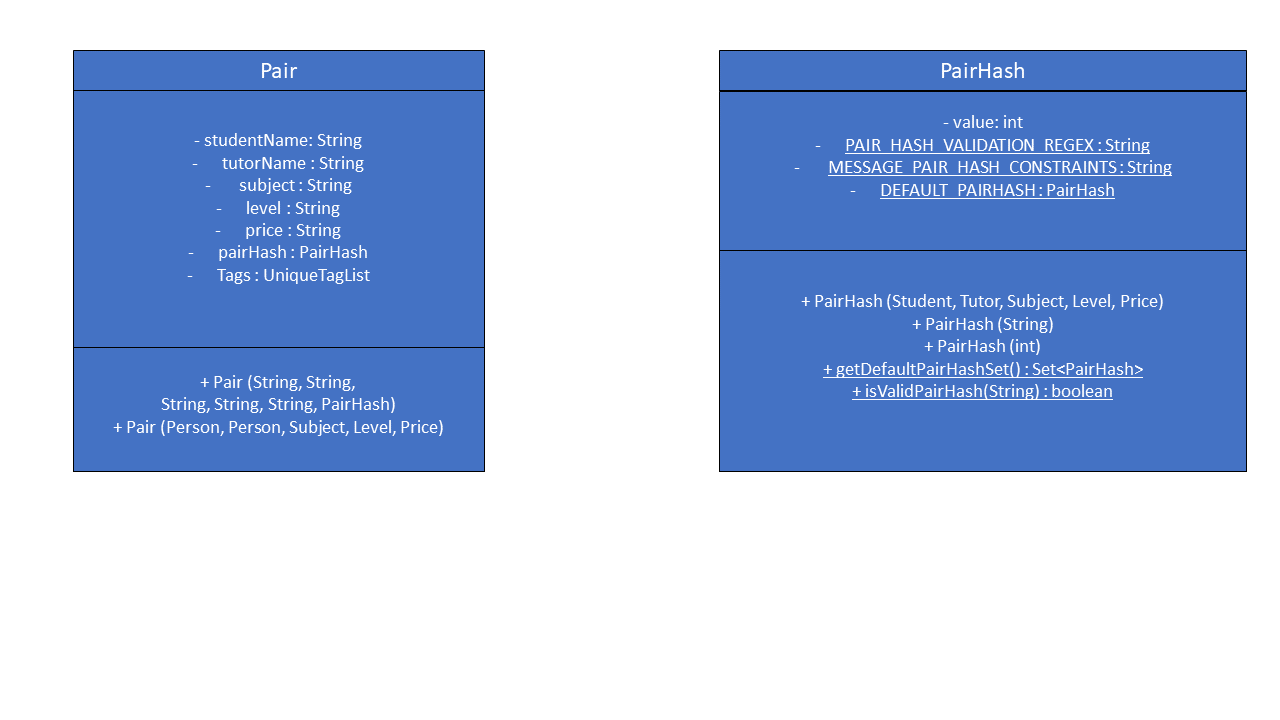 Pair
- studentName: String
- tutorName : String
- subject : String
- level : String
- price : String
- pairHash : PairHash
- Tags : UniqueTagList
+ Pair (String, String,
String, String, String, PairHash)
+ Pair (Person, Person, Subject, Level, Price)
PairHash
- value: int
- PAIR_HASH_VALIDATION_REGEX : String
- MESSAGE_PAIR_HASH_CONSTRAINTS : String
- DEFAULT_PAIRHASH : PairHash
+ PairHash (Student, Tutor, Subject, Level, Price)
+ PairHash (String)
+ PairHash (int)
+ getDefaultPairHashSet() : Set<PairHash>
+ isValidPairHash(String) : boolean